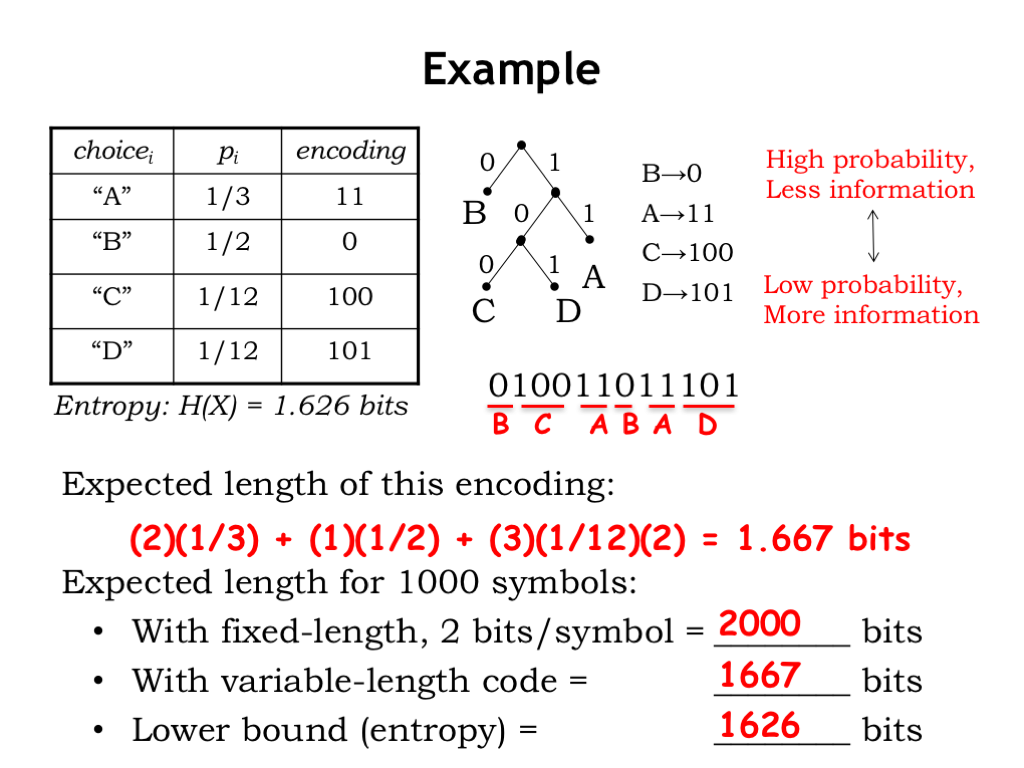 Example
choiceᵢ pᵢ encoding
“A” 1/3 11
“B” 1/2 0
“C” 1/12 100
“D” 1/12 101
Entropy: H(X) = 1.626 bits
0 1
B 0 1
0 1 A
C D
B→0
A→11
C→100
D→101
High probability,
Less information
Low probability,
More information
010011011101
B C A B A D
Expected length of this encoding:
(2)(1/3) + (1)(1/2) + (3)(1/12)(2) = 1.667 bits
Expected length for 1000 symbols:
• With fixed-length, 2 bits/symbol = 2000 bits
• With variable-length code = 1667 bits
• Lower bound (entropy) = 1626 bits